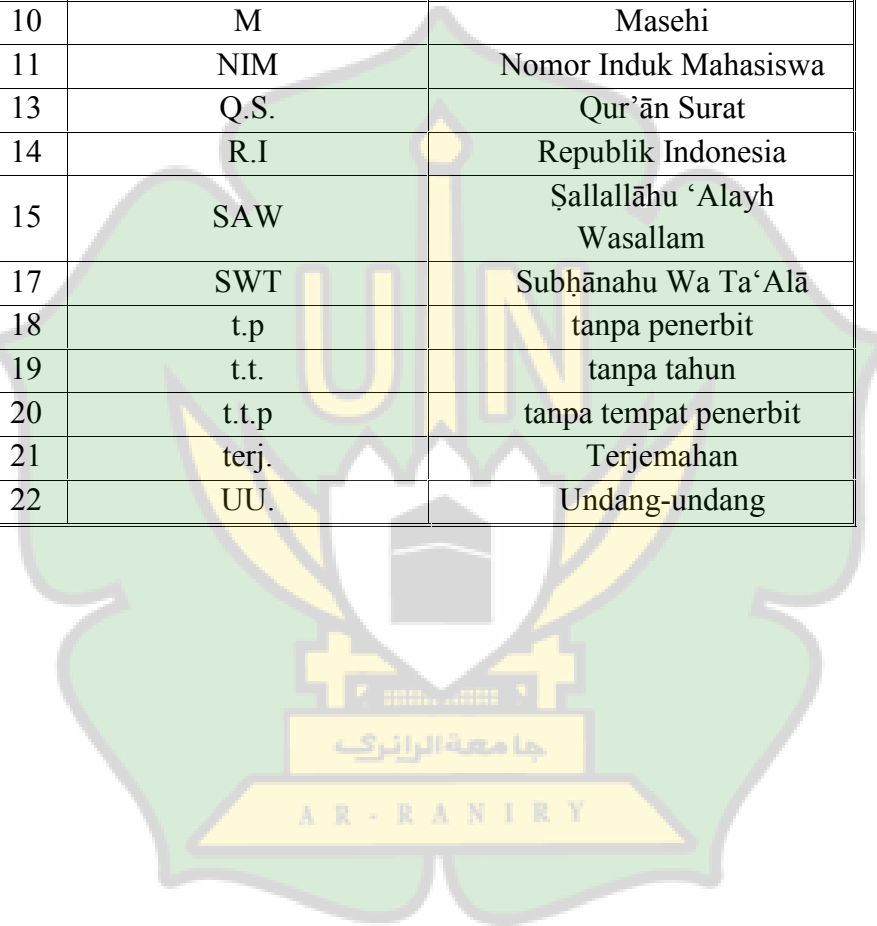 10 M Masehi
11 NIM Nomor Induk Mahasiswa
13 Q.S. Qur’ān Surat
14 R.I Republik Indonesia
15 SAW Ṣallallāhu ‘Alayh
Wasallam
17 SWT Subḥānahu Wa Ta‘Alā
18 t.p tanpa penerbit
19 t.t. tanpa tahun
20 t.t.p tanpa tempat penerbit
21 terj. Terjemahan
22 UU. Undang-undang
UIN
جامعة الرانري
AR-RANIRY